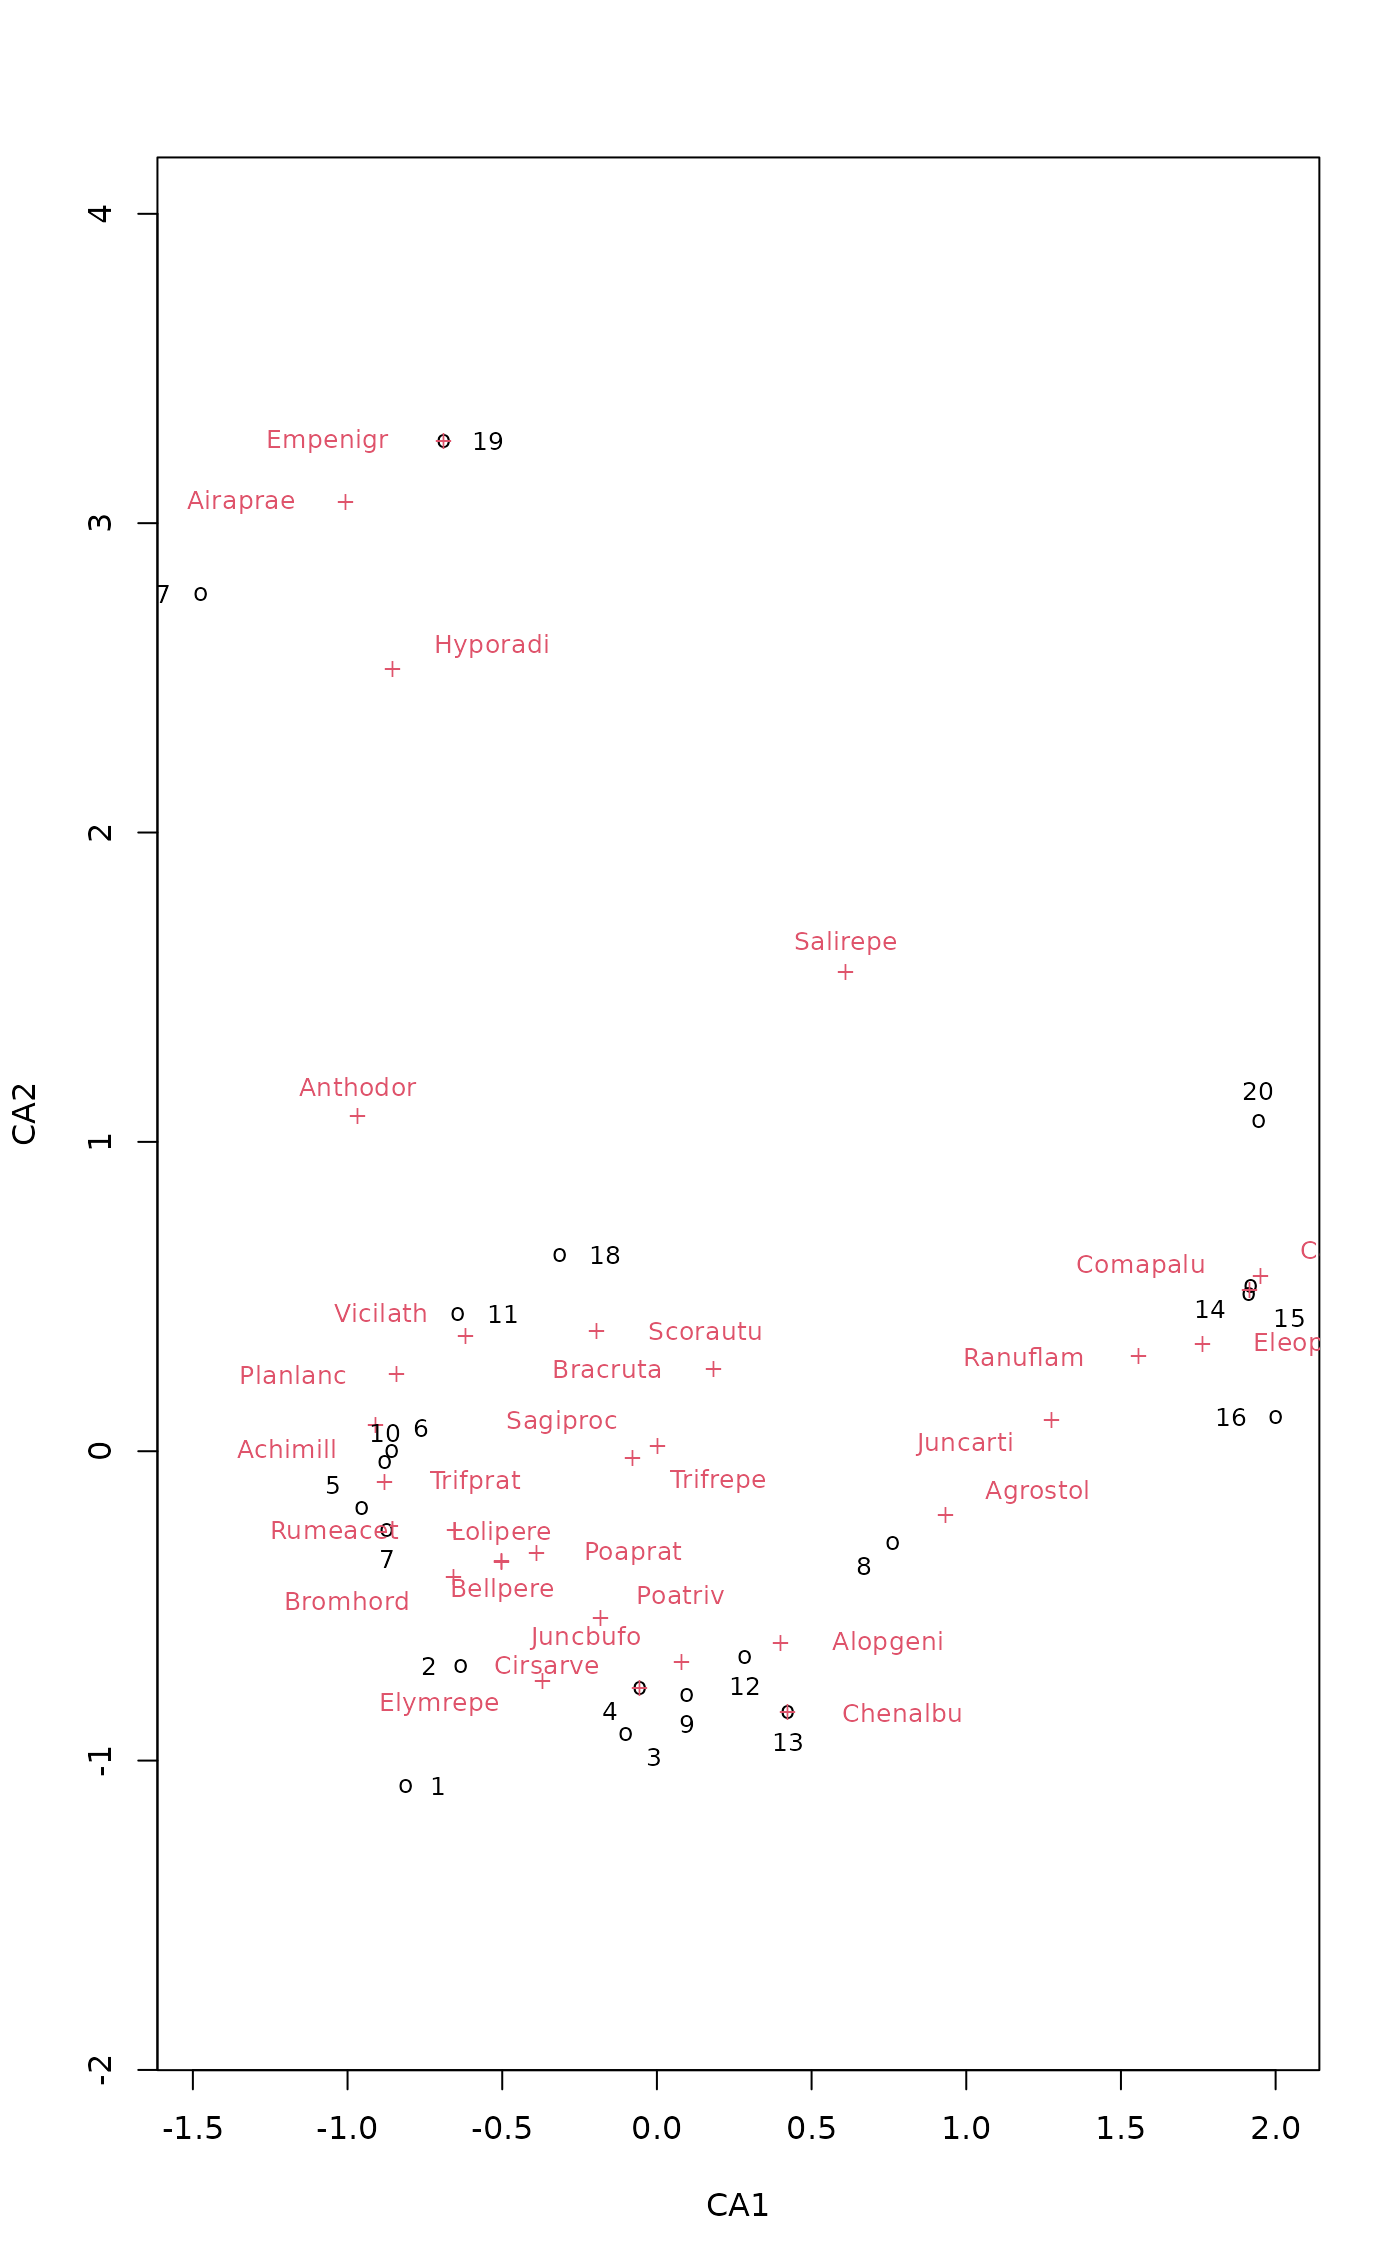 4
Empenigr 19
Airaprae
3
7
Hyporadi
2
Salirepe
Anthodor
20
CA2
1
18
C
Comapalu
Vicilath 11
14
15
Scorautu
Eleop
Ranuflam
Bracruta
Planlanc
16
Sagiproc
6
10
Juncarti
0
Achimill
Trifprat
Trifrepe
5
Agrostol
Rumeacet
Lolipere
Poaprat
7
8
Bellpere
Poatriv
Bromhord
Juncbufo
Alopgeni
2
Cirsarve
12
Elymrepe
4
Chenalbu
9
13
3
-1
1
-2
-1.5 -1.0 -0.5 0.0 0.5 1.0 1.5 2.0
CA1